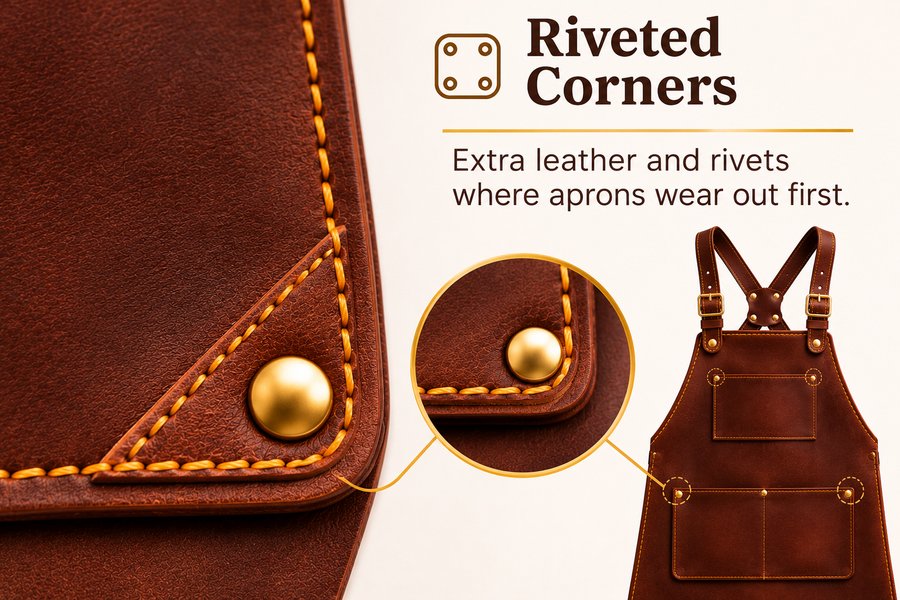 Riveted
Corners
Extra leather and rivets
where aprons wear out first.